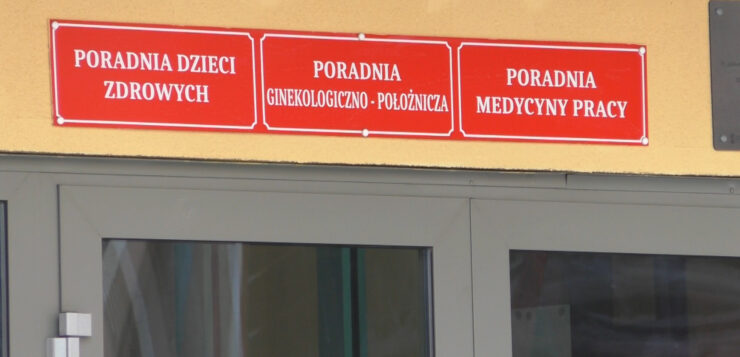 PORADNIA DZIECI
ZDROWYCH
PORADNIA
GINEKOLOGICZNO - POŁOŻNICZA
PORADNIA
MEDYCYNY PRACY